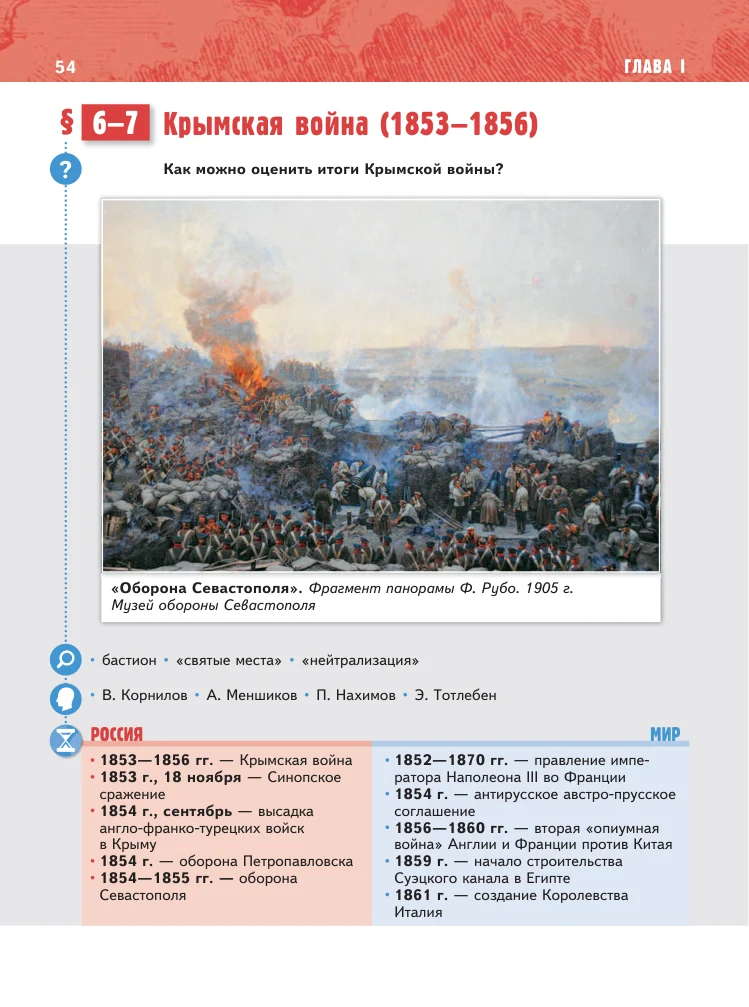 54
ГЛАВА I
§ 6–7 Крымская война (1853–1856)
?
Как можно оценить итоги Крымской войны?
«Оборона Севастополя». Фрагмент панорамы Ф. Рубо. 1905 г.
Музей обороны Севастополя
• бастион • «святые места» • «нейтрализация»
• В. Корнилов • А. Меншиков • П. Нахимов • Э. Тотлебен
РОССИЯ
• 1853—1856 гг. — Крымская война
• 1853 г., 18 ноября — Синопское
сражение
• 1854 г., сентябрь — высадка
англо-франко-турецких войск
в Крыму
• 1854 г. — оборона Петропавловска
• 1854—1855 гг. — оборона
Севастополя
МИР
• 1852—1870 гг. — правление импе-
ратора Наполеона III во Франции
• 1854 г. — антирусское австро-прусское
соглашение
• 1856—1860 гг. — вторая «опиумная
война» Англии и Франции против Китая
• 1859 г. — начало строительства
Суэцкого канала в Египте
• 1861 г. — создание Королевства
Италия